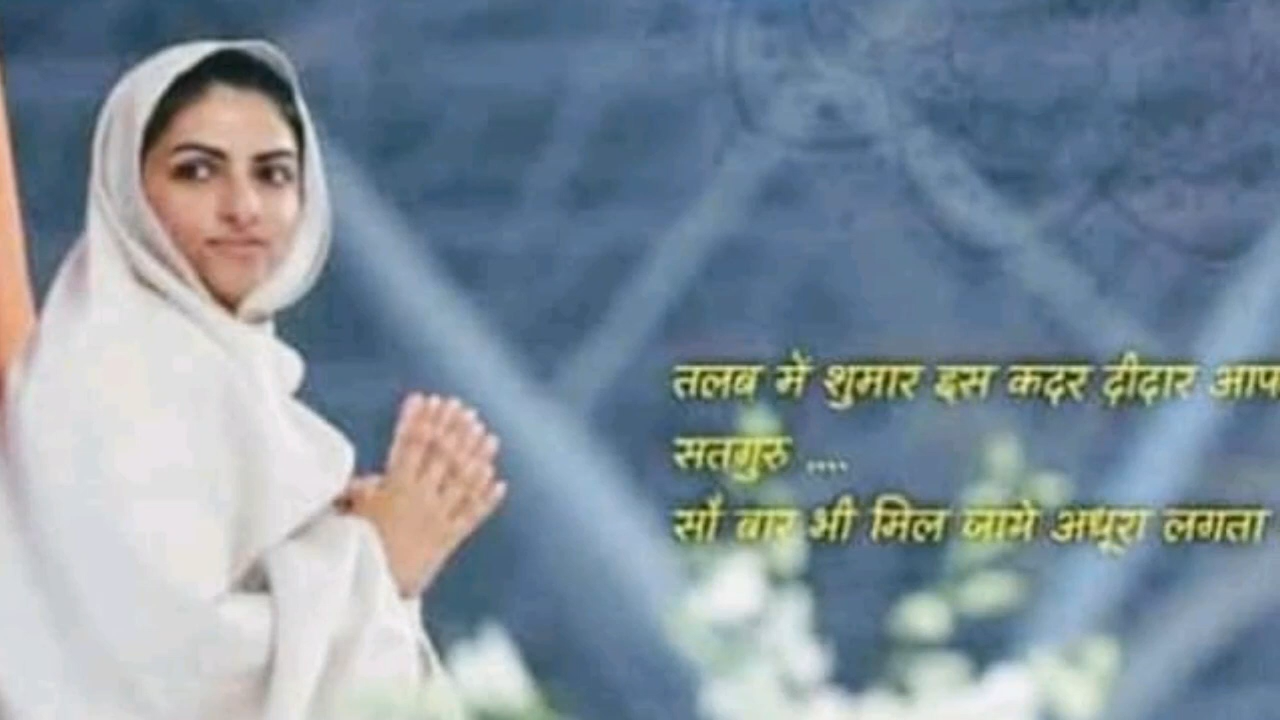 तलब में शुमार इस कदर दीदार आप
सतगुरु ....
सौ बार भी मिल जाये अधूरा लगता